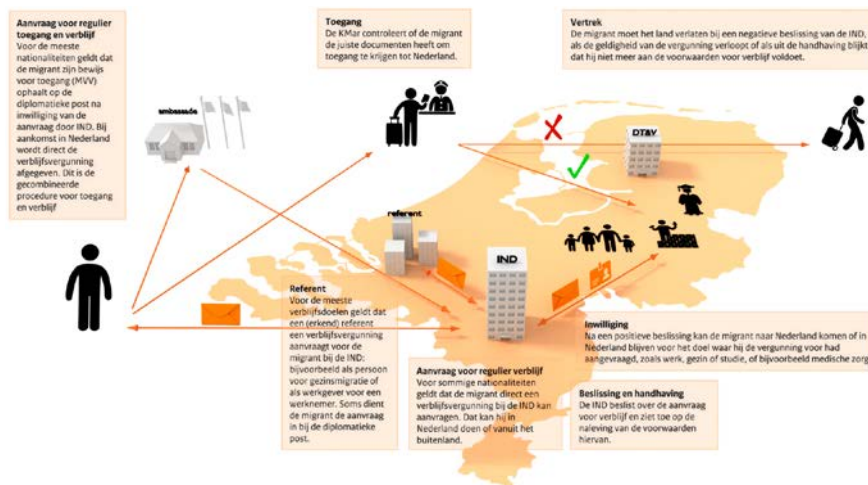 Aanvraag voor regulier
toegang en verblijf
Voor de meeste
nationaliteiten geldt dat
de migrant zijn bewijs
voor toegang (MVV)
ophaalt op de
diplomatieke post na
inwilliging van de
aanvraag door IND. Bij
aankomst in Nederland
wordt direct de
verblijfsvergunning
afgegeven. Dit is de
gecombineerde
procedure voor toegang
en verblijf
Toegang
De KMar controleert of de migrant
de juiste documenten heeft om
toegang te krijgen tot Nederland.
Vertrek
De migrant moet het land verlaten bij een negatieve beslissing van de IND,
als de geldigheid van de vergunning verloopt of als uit de handhaving blijkt
dat hij niet meer aan de voorwaarden voor verblijf voldoet.
ambassade
DT&V
referent
IND
Referent
Voor de meeste
verblijfsdoelen geldt dat
een (erkend) referent
een verblijfsvergunning
aanvraagt voor de
migrant bij de IND:
bijvoorbeeld als persoon
voor gezinsmigratie of
als werkgever voor een
werknemer. Soms dient
de migrant de aanvraag
in bij de diplomatieke
post.
Aanvraag voor regulier verblijf
Voor sommige nationaliteiten
geldt dat de migrant direct een
verblijfsvergunning bij de IND kan
aanvragen. Dat kan hij in
Nederland doen of vanuit het
buitenland.
Inwilliging
Na een positieve beslissing kan de migrant naar Nederland komen of in
Nederland blijven voor het doel waar hij de vergunning voor had
aangevraagd, zoals werk, gezin of studie, of bijvoorbeeld medische zorg
Beslissing en handhaving
De IND beslist over de aanvraag
voor verblijf en ziet toe op de
naleving van de voorwaarden
hiervan.